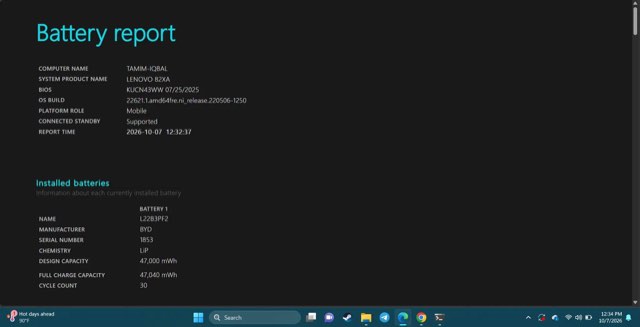 Battery report
COMPUTER NAME TAMIM-IQBAL
SYSTEM PRODUCT NAME LENOVO 82XA
BIOS KUCN43WW 07/25/2025
OS BUILD 22621.1.amd64fre.ni_release.220506-1250
PLATFORM ROLE Mobile
CONNECTED STANDBY Supported
REPORT TIME 2026-10-07 12:32:37
Installed batteries
Information about each currently installed battery
BATTERY 1
NAME L22B3PF2
MANUFACTURER BYD
SERIAL NUMBER 1853
CHEMISTRY LiP
DESIGN CAPACITY 47,000 mWh
FULL CHARGE CAPACITY 47,040 mWh
CYCLE COUNT 30
Hot days ahead
90°F
Search
12:34 PM
10/7/2026